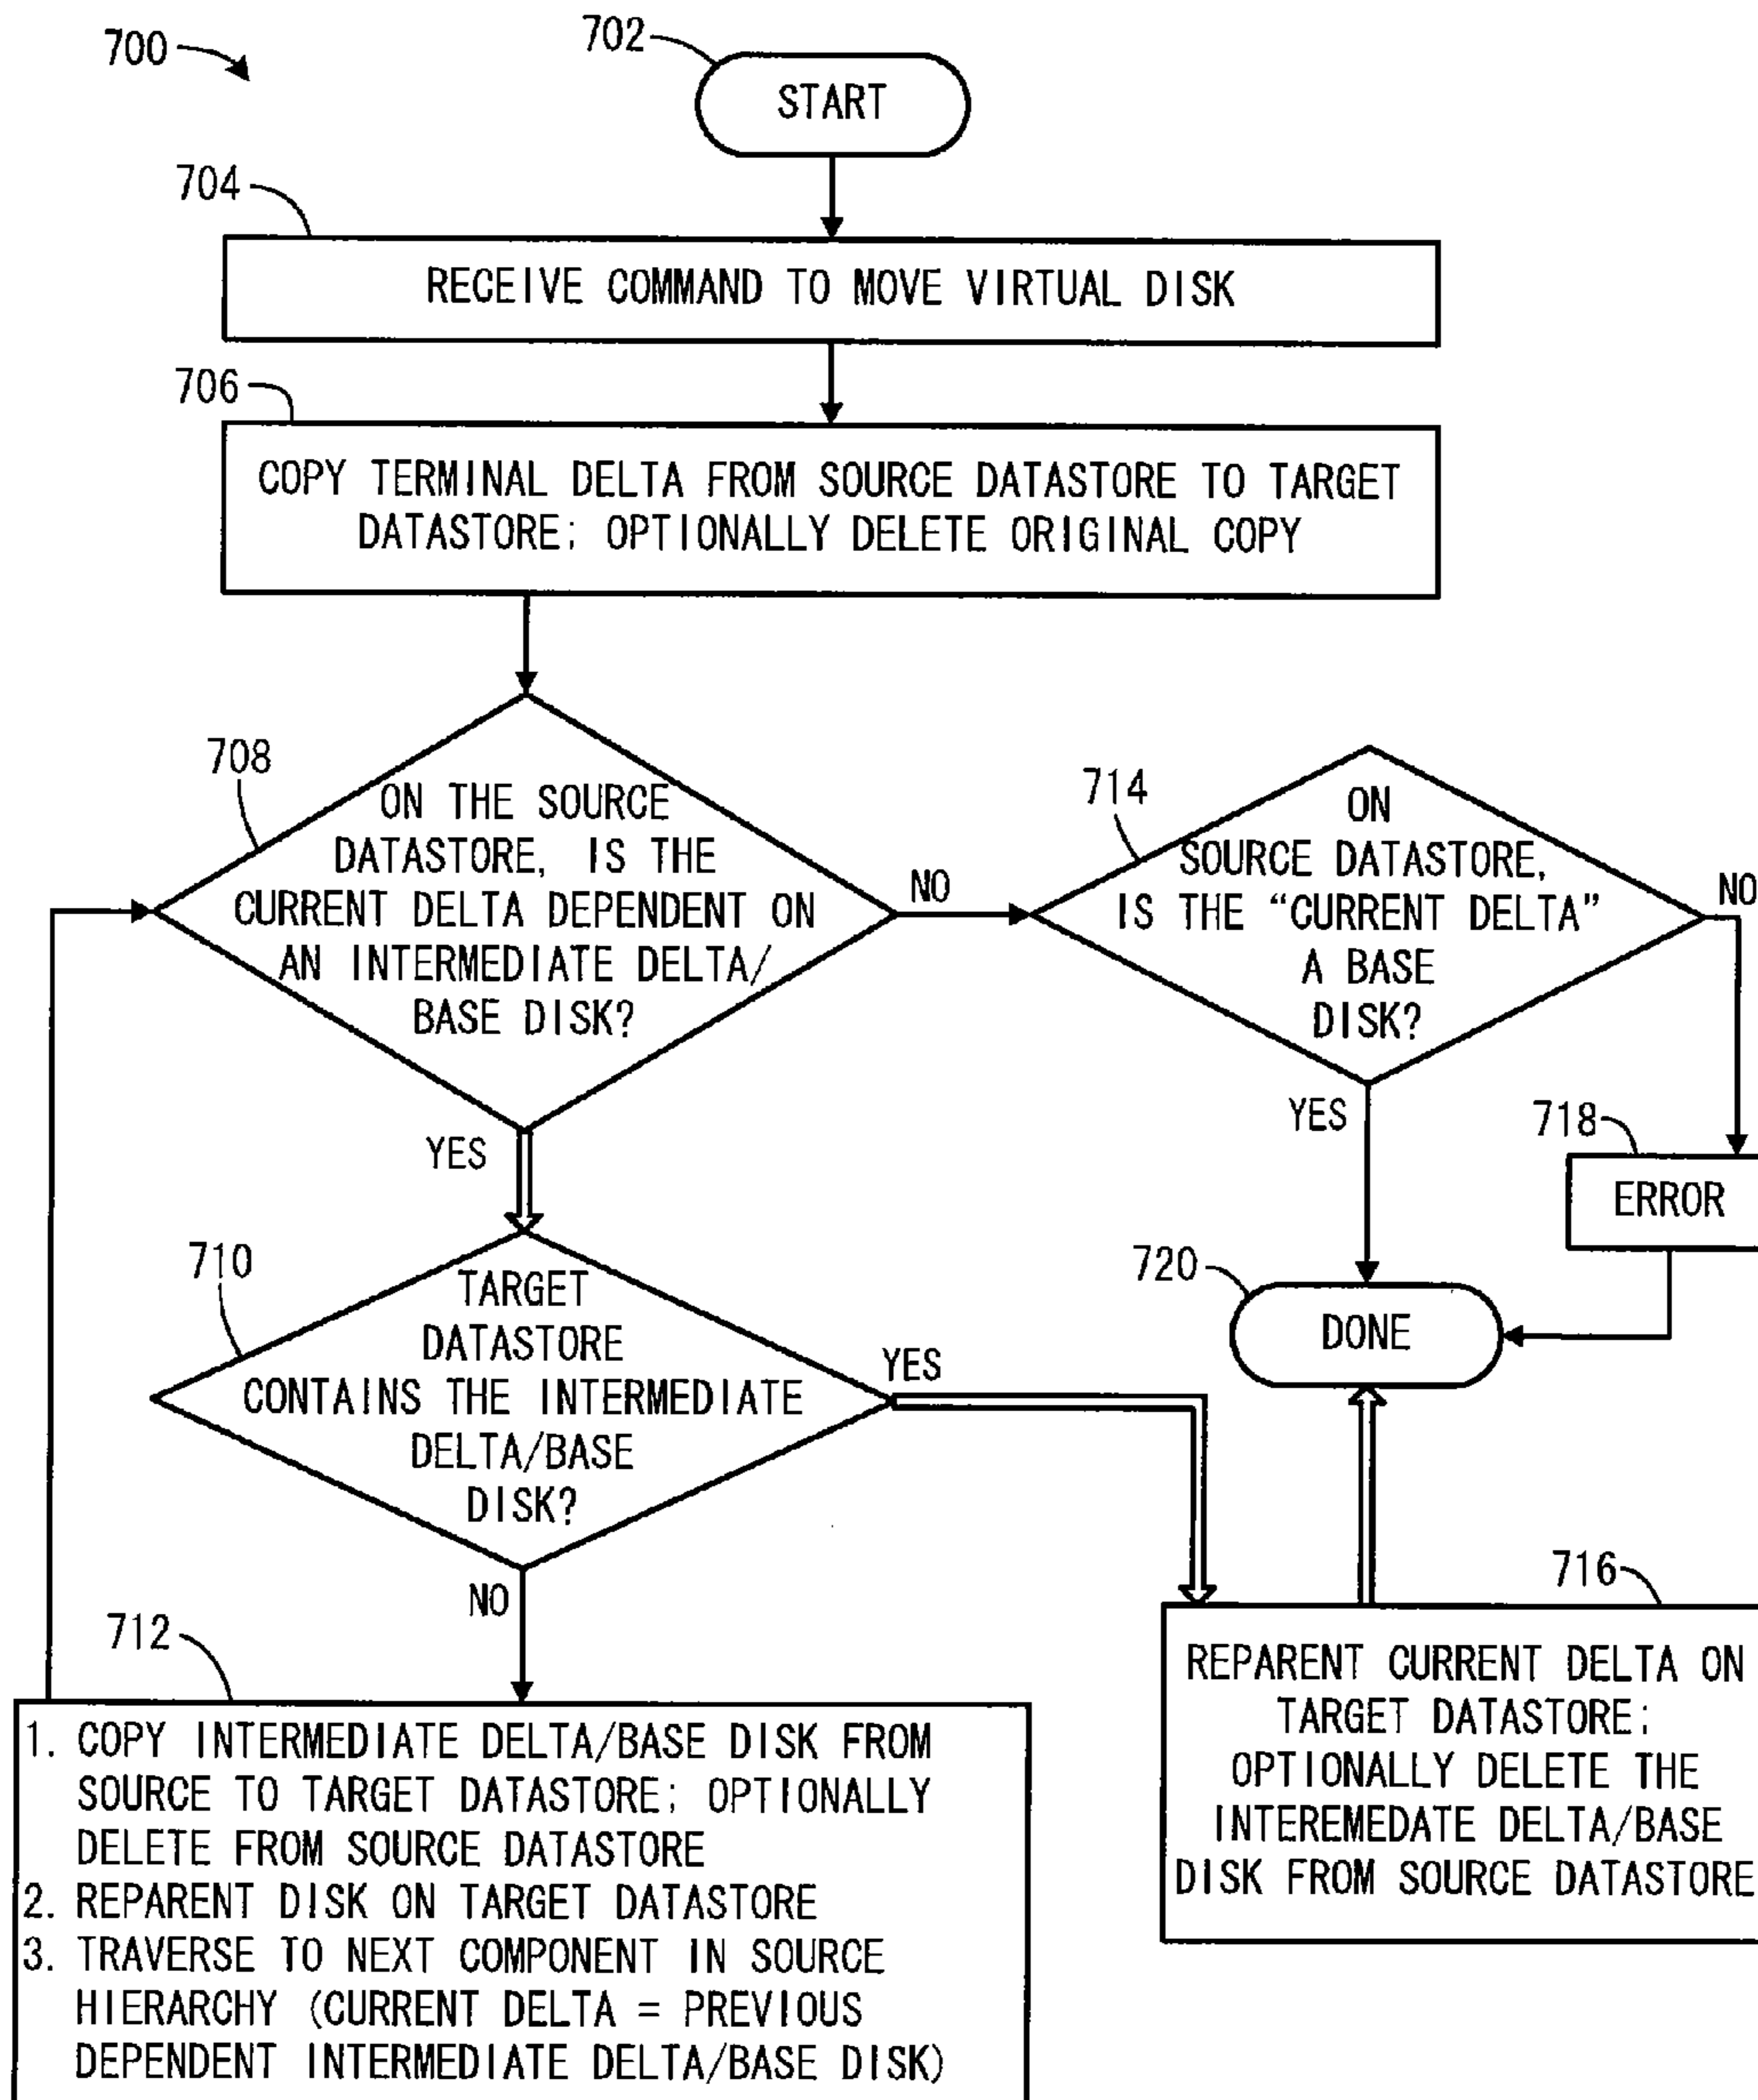 700
702
START
704
RECEIVE COMMAND TO MOVE VIRTUAL DISK
706
COPY TERMINAL DELTA FROM SOURCE DATASTORE TO TARGET
DATASTORE; OPTIONALLY DELETE ORIGINAL COPY
708
ON THE SOURCE
DATASTORE, IS THE
CURRENT DELTA DEPENDENT ON
AN INTERMEDIATE DELTA/
BASE DISK?
NO
YES
714
ON
SOURCE DATASTORE,
IS THE “CURRENT DELTA”
A BASE
DISK?
NO
YES
718
ERROR
720
DONE
710
TARGET
DATASTORE
CONTAINS THE INTERMEDIATE
DELTA/BASE
DISK?
YES
NO
712
1. COPY INTERMEDIATE DELTA/BASE DISK FROM
SOURCE TO TARGET DATASTORE; OPTIONALLY
DELETE FROM SOURCE DATASTORE
2. REPARENT DISK ON TARGET DATASTORE
3. TRAVERSE TO NEXT COMPONENT IN SOURCE
HIERARCHY (CURRENT DELTA = PREVIOUS
DEPENDENT INTERMEDIATE DELTA/BASE DISK)
716
REPARENT CURRENT DELTA ON
TARGET DATASTORE;
OPTIONALLY DELETE THE
INTEREMEDATE DELTA/BASE
DISK FROM SOURCE DATASTORE